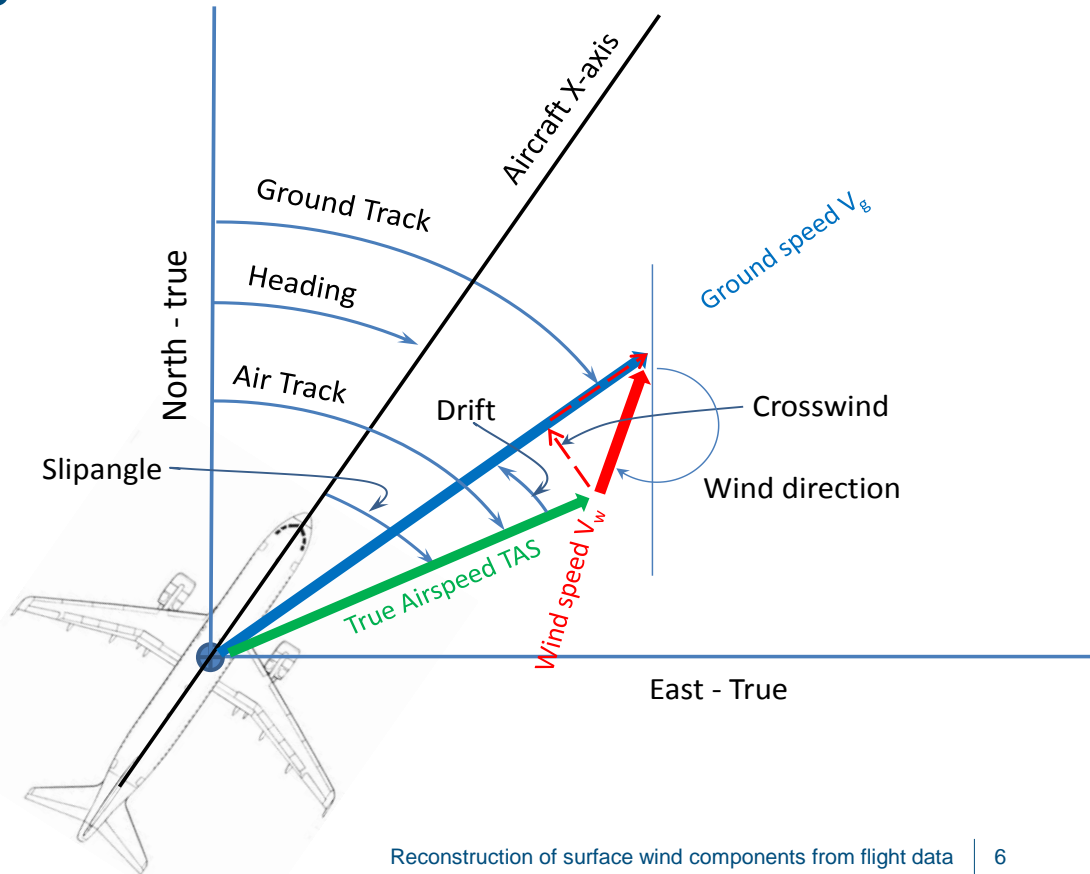 Aircraft X-axis
Ground Track
Ground speed Vg
North - true
Heading
Air Track
Drift
Crosswind
Slipangle
Wind direction
True Airspeed TAS
Wind speed Vw
East - True
Reconstruction of surface wind components from flight data 6